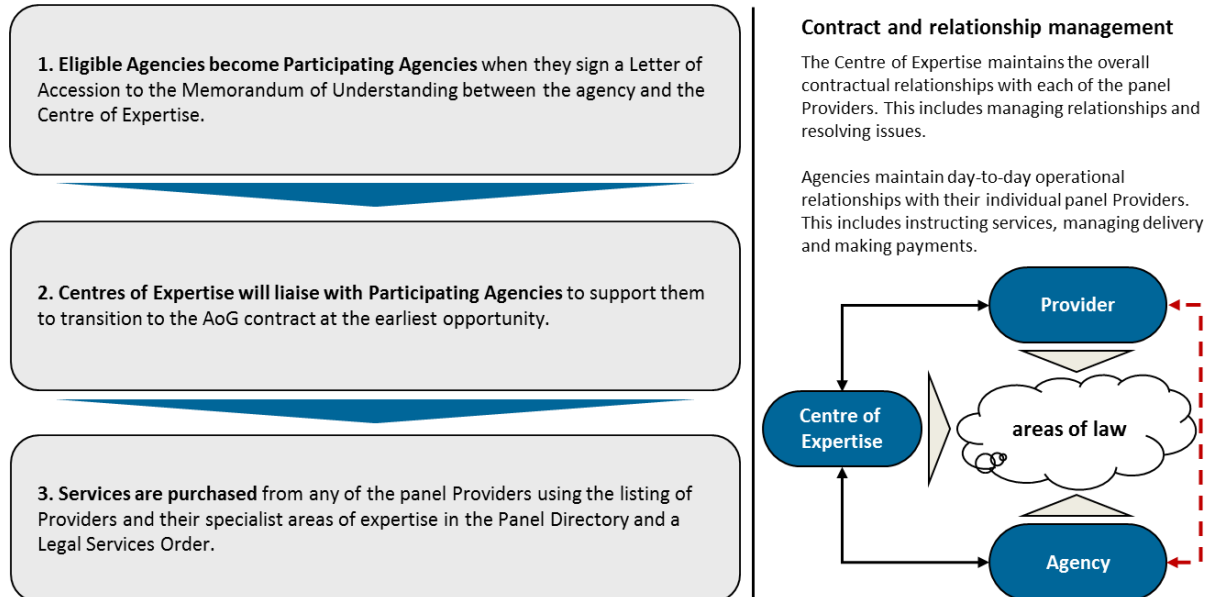 1. Eligible Agencies become Participating Agencies when they sign a Letter of
Accession to the Memorandum of Understanding between the agency and the
Centre of Expertise.
2. Centres of Expertise will liaise with Participating Agencies to support them
to transition to the AoG contract at the earliest opportunity.
3. Services are purchased from any of the panel Providers using the listing of
Providers and their specialist areas of expertise in the Panel Directory and a
Legal Services Order.
Contract and relationship management
The Centre of Expertise maintains the overall
contractual relationships with each of the panel
Providers. This includes managing relationships and
resolving issues.
Agencies maintain day-to-day operational
relationships with their individual panel Providers.
This includes instructing services, managing delivery
and making payments.
Provider
Centre of
Expertise
areas of law
Agency